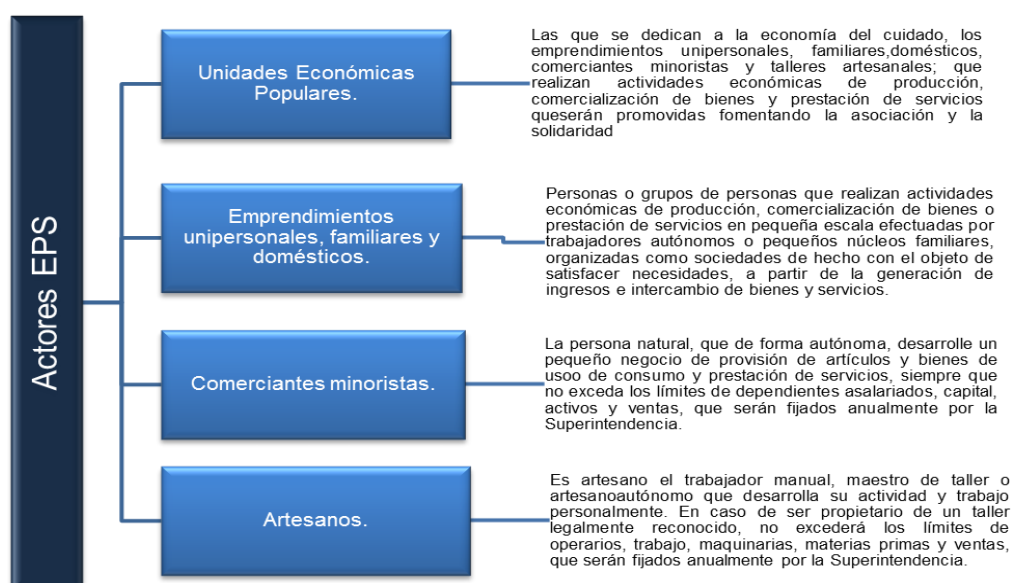 Actores EPS
Unidades Económicas
Populares.
Las que se dedican a la economía del cuidado, los
emprendimientos unipersonales, familiares,domésticos,
comerciantes minoristas y talleres artesanales; que
realizan actividades económicas de producción,
comercialización de bienes y prestación de servicios
queserán promovidas fomentando la asociación y la
solidaridad
Emprendimientos
unipersonales, familiares y
domésticos.
Personas o grupos de personas que realizan actividades
económicas de producción, comercialización de bienes o
prestación de servicios en pequeña escala efectuadas por
trabajadores autónomos o pequeños núcleos familiares,
organizadas como sociedades de hecho con el objeto de
satisfacer necesidades, a partir de la generación de
ingresos e intercambio de bienes y servicios.
Comerciantes minoristas.
La persona natural, que de forma autónoma, desarrolle un
pequeño negocio de provisión de artículos y bienes de
usoo de consumo y prestación de servicios, siempre que
no exceda los límites de dependientes asalariados, capital,
activos y ventas, que serán fijados anualmente por la
Superintendencia.
Artesanos.
Es artesano el trabajador manual, maestro de taller o
artesanoautónomo que desarrolla su actividad y trabajo
personalmente. En caso de ser propietario de un taller
legalmente reconocido, no excederá los límites de
operarios, trabajo, maquinarias, materias primas y ventas,
que serán fijados anualmente por la Superintendencia.